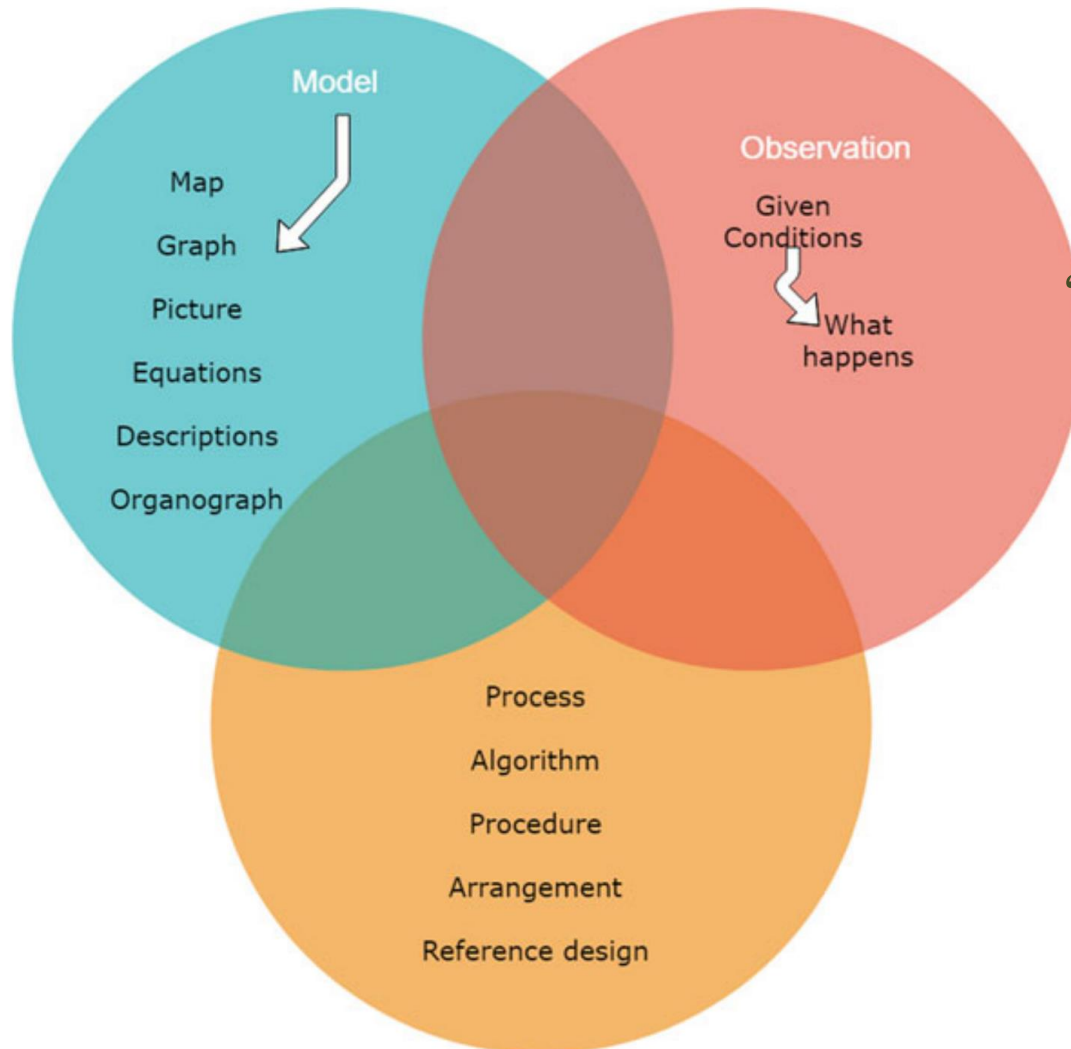 Model
Map
Graph
Picture
Equations
Descriptions
Organograph
Observation
Given
Conditions
What
happens
Process
Algorithm
Procedure
Arrangement
Reference design